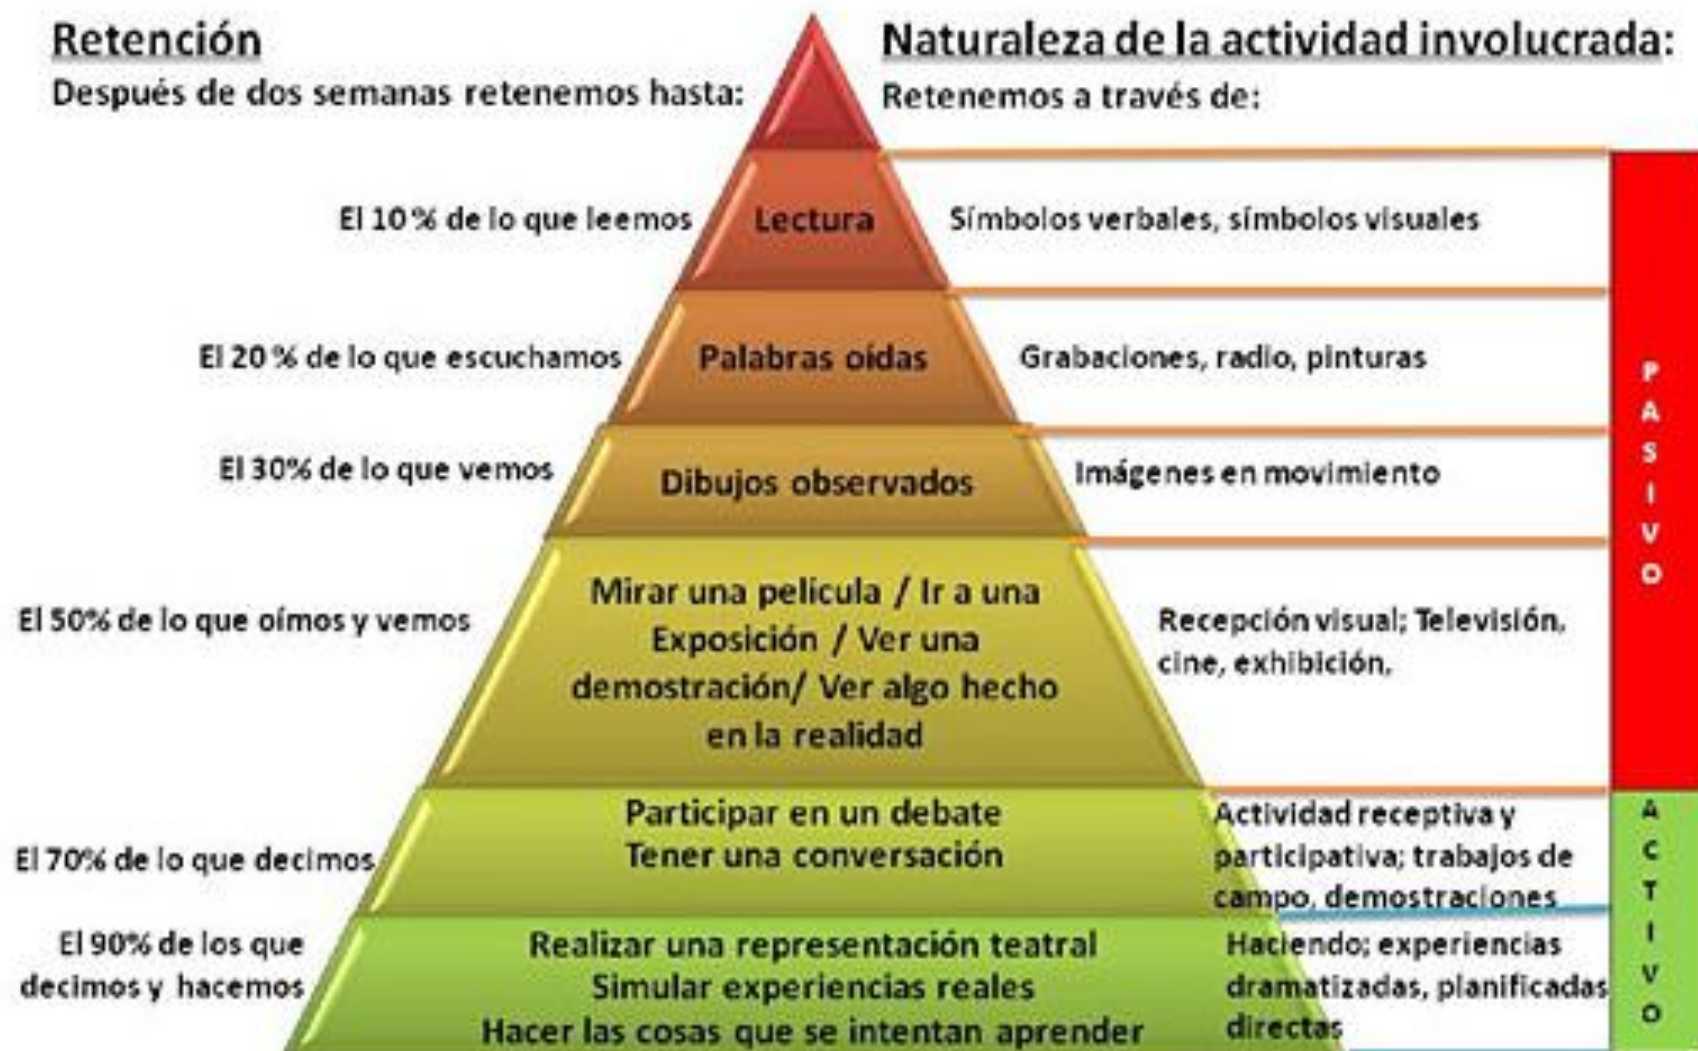 Retención
Después de dos semanas retenemos hasta:
Naturaleza de la actividad involucrada:
Retenemos a través de:
El 10 % de lo que leemos
Lectura
Símbolos verbales, símbolos visuales
El 20 % de lo que escuchamos
Palabras oídas
Grabaciones, radio, pinturas
El 30% de lo que vemos
Dibujos observados
Imágenes en movimiento
El 50% de lo que oímos y vemos
Mirar una película / Ir a una
Exposición / Ver una
demostración/ Ver algo hecho
en la realidad
Recepción visual; Televisión,
cine, exhibición,
PASIVO
El 70% de lo que decimos
Participar en un debate
Tener una conversación
Actividad receptiva y
participativa; trabajos de
campo, demostraciones
El 90% de los que
decimos y hacemos
Realizar una representación teatral
Simular experiencias reales
Hacer las cosas que se intentan aprender
Haciendo; experiencias
dramatizadas, planificadas
directas
ACTIVO